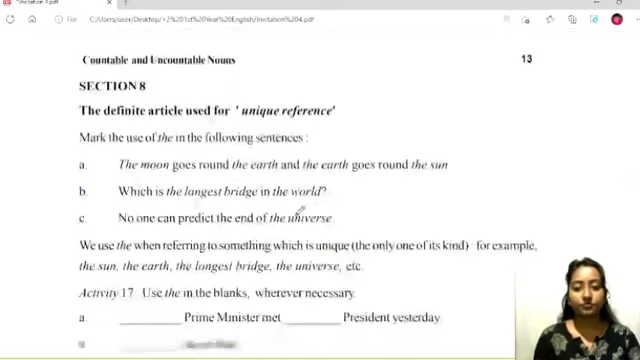 Invitation 4.pdf
File | C:/Users/user/Desktop/+2%201st%20Year%20English/Invitation%204.pdf
Countable and Uncountable Nouns 13
SECTION 8
The definite article used for ' unique reference'
Mark the use of the in the following sentences :
a. The moon goes round the earth and the earth goes round the sun
b. Which is the longest bridge in the world?
c. No one can predict the end of the universe
We use the when referring to something which is unique (the only one of its kind) for example,
the sun, the earth, the longest bridge, the universe, etc.
Activity 17 Use the in the blanks, wherever necessary.
a. ________ Prime Minister met ________ President yesterday